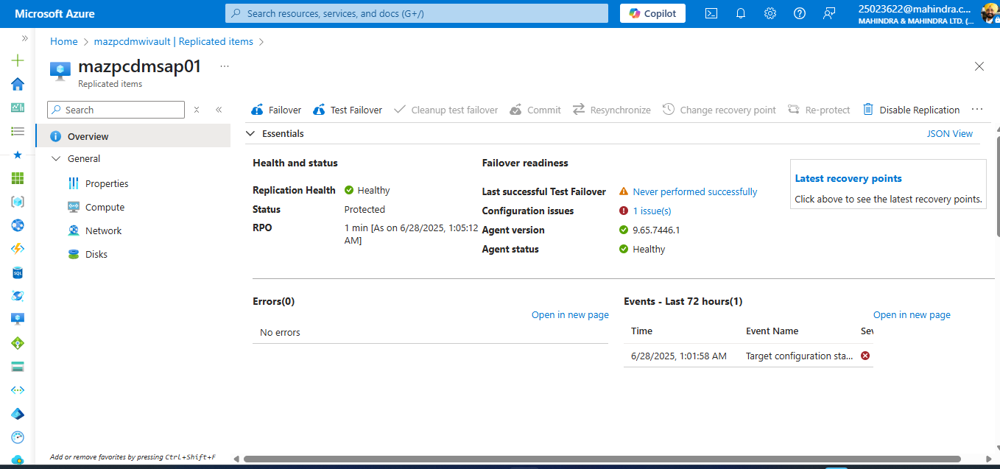 Microsoft Azure
Search resources, services, and docs (G+/)
Copilot
25023622@mahindra.c...
MAHINDRA & MAHINDRA LTD. (...
Home > mazpcdmwivault | Replicated items >
mazpcdmsap01 ...
Replicated items
Search
Failover
Test Failover
Cleanup test failover
Commit
Resynchronize
Change recovery point
Re-protect
Disable Replication
...
Overview
General
Properties
Compute
Network
Disks
Essentials
JSON View
Health and status
Replication Health Healthy
Status Protected
RPO 1 min [As on 6/28/2025, 1:05:12
AM]
Failover readiness
Last successful Test Failover Never performed successfully
Configuration issues 1 issue(s)
Agent version 9.65.7446.1
Agent status Healthy
Latest recovery points
Click above to see the latest recovery points.
Errors(0)
Open in new page
No errors
Events - Last 72 hours(1)
Open in new page
Time Event Name Sev
6/28/2025, 1:01:58 AM Target configuration sta...
Add or remove favorites by pressing Ctrl+Shift+F